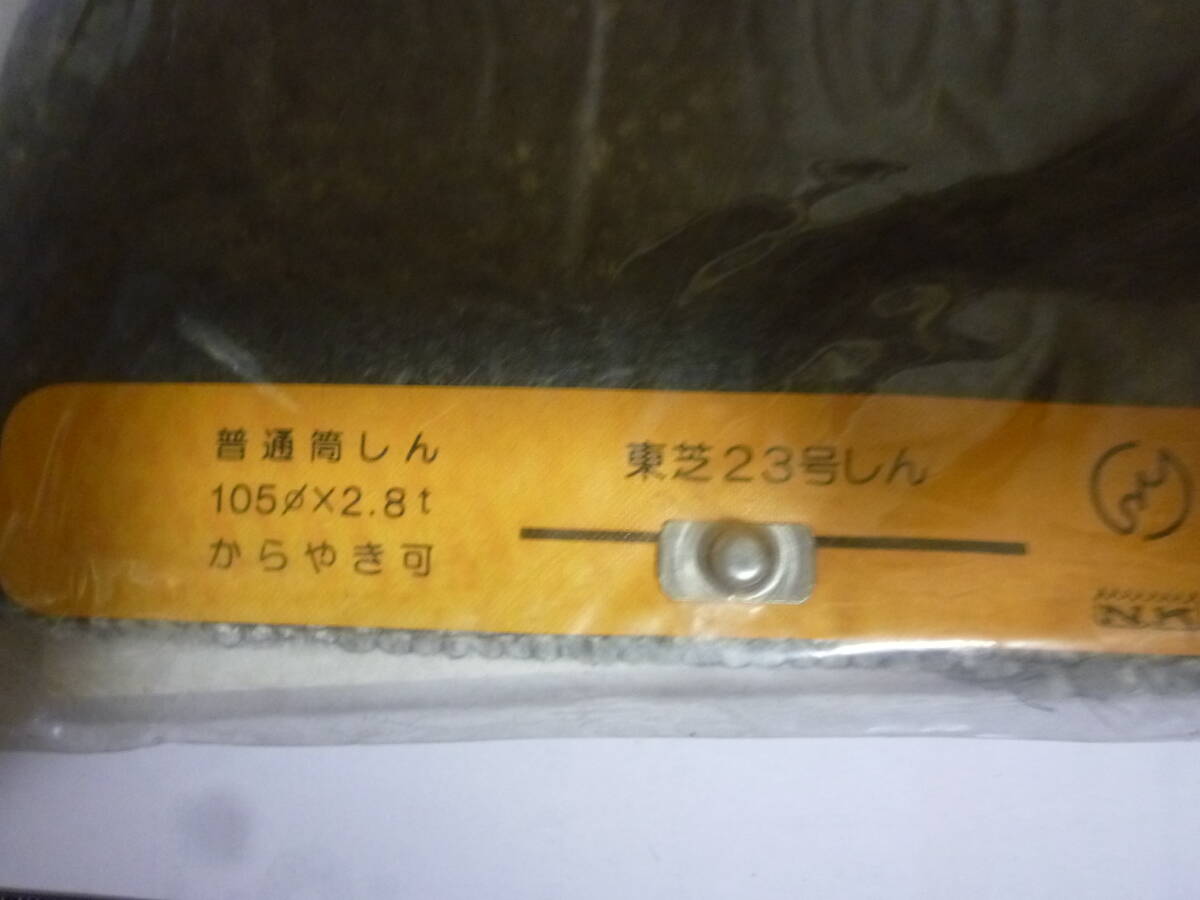 普通筒しん
105φ×2.8t
からやき可
東芝23号しん